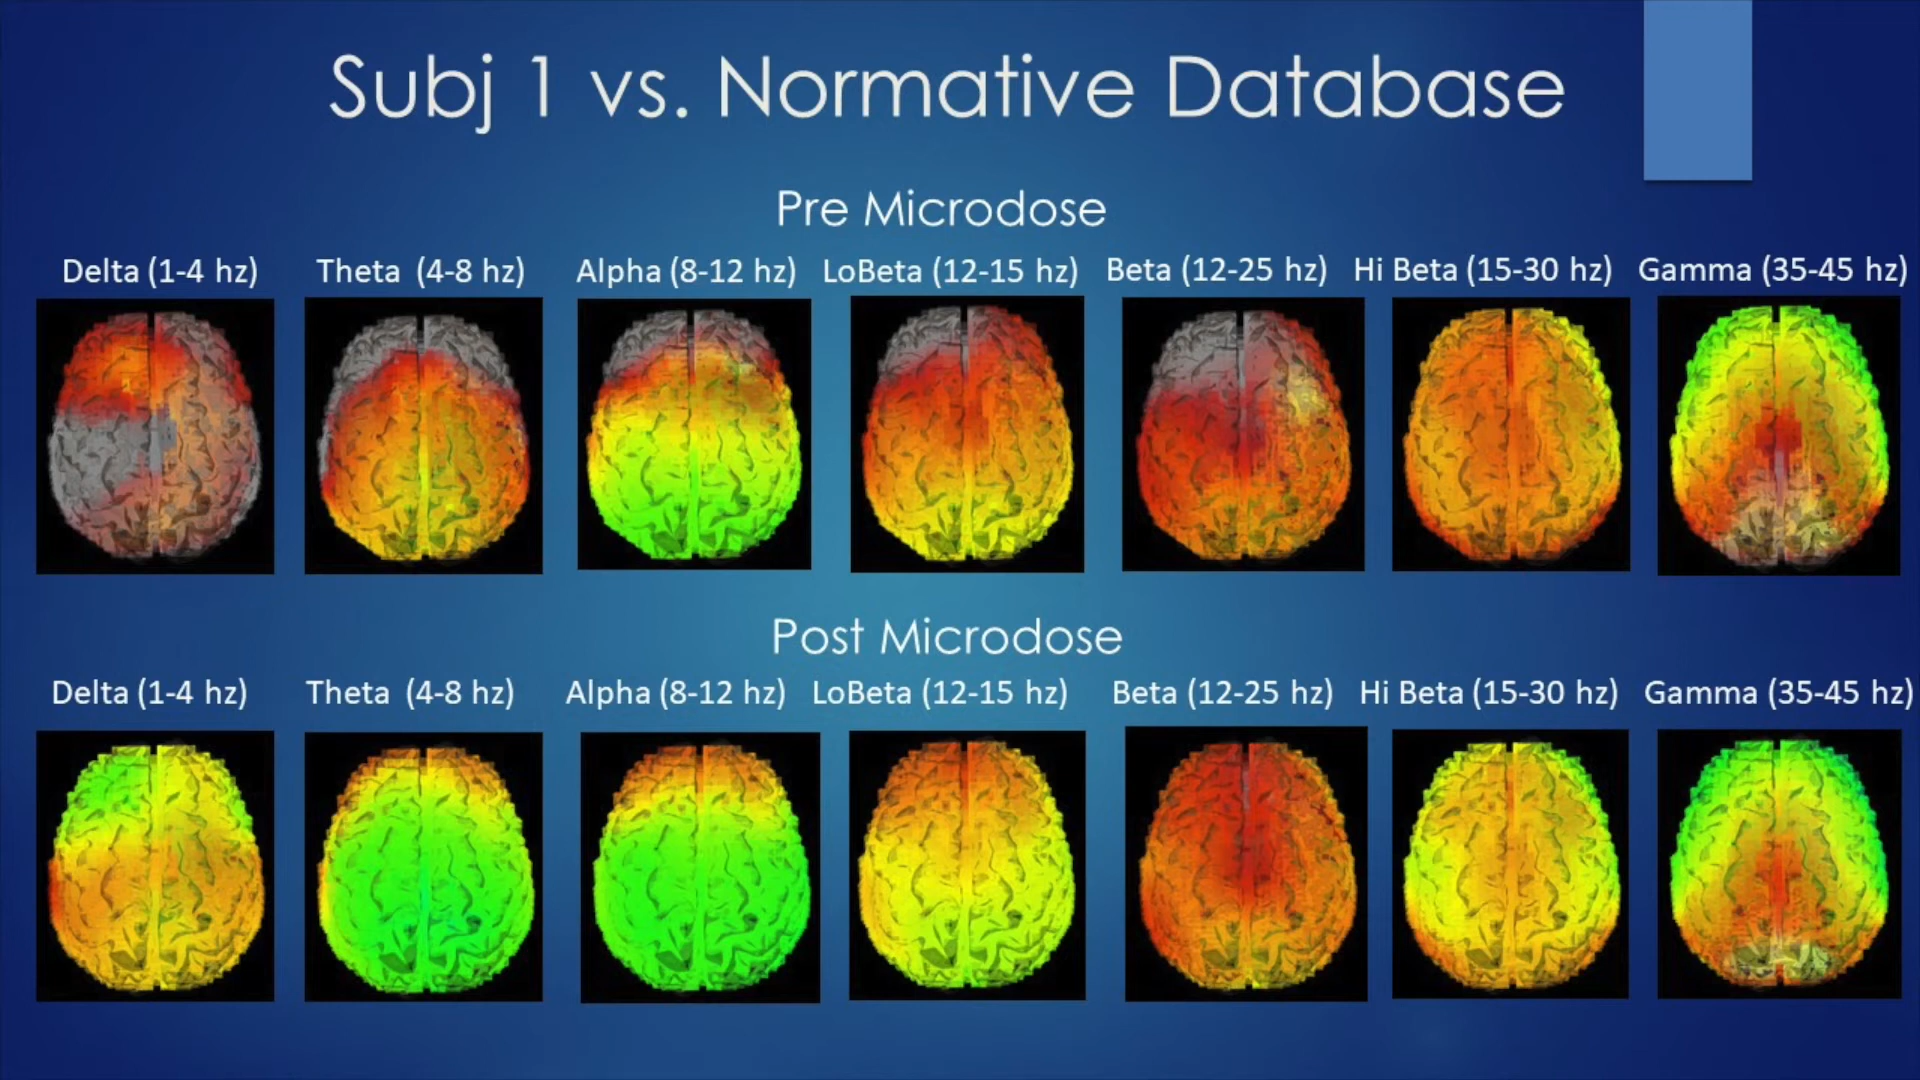 Subj 1 vs. Normative Database
Pre Microdose
Delta (1-4 hz) Theta (4-8 hz) Alpha (8-12 hz) LoBeta (12-15 hz) Beta (12-25 hz) Hi Beta (15-30 hz) Gamma (35-45 hz)
Post Microdose
Delta (1-4 hz) Theta (4-8 hz) Alpha (8-12 hz) LoBeta (12-15 hz) Beta (12-25 hz) Hi Beta (15-30 hz) Gamma (35-45 hz)